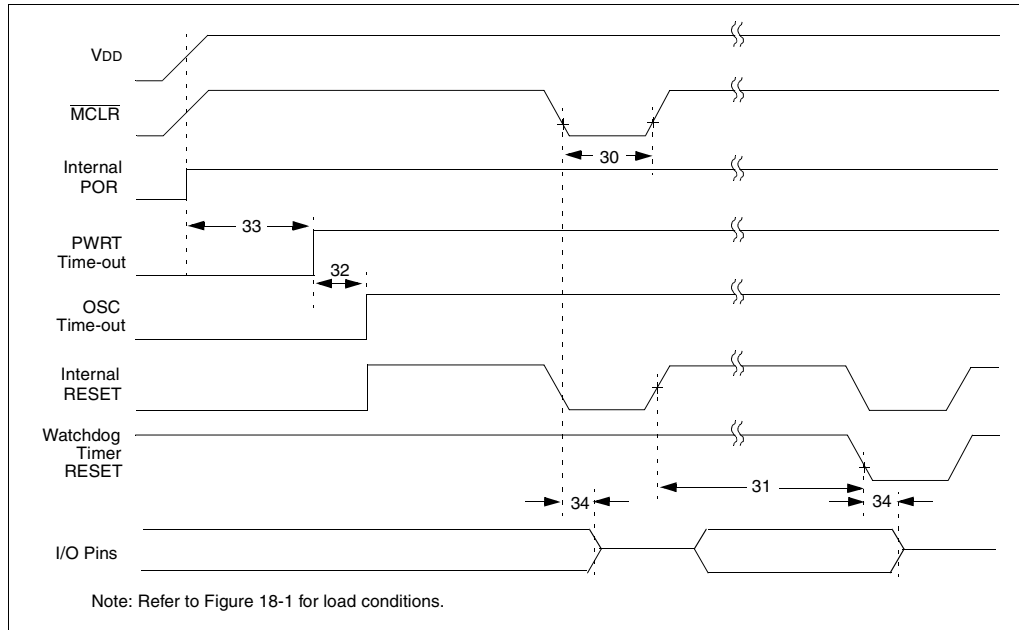 VDD
MCLR
30
Internal
POR
33
PWRT
Time-out
32
OSC
Time-out
Internal
RESET
Watchdog
Timer
RESET
31
34
34
I/O Pins
Note: Refer to Figure 18-1 for load conditions.